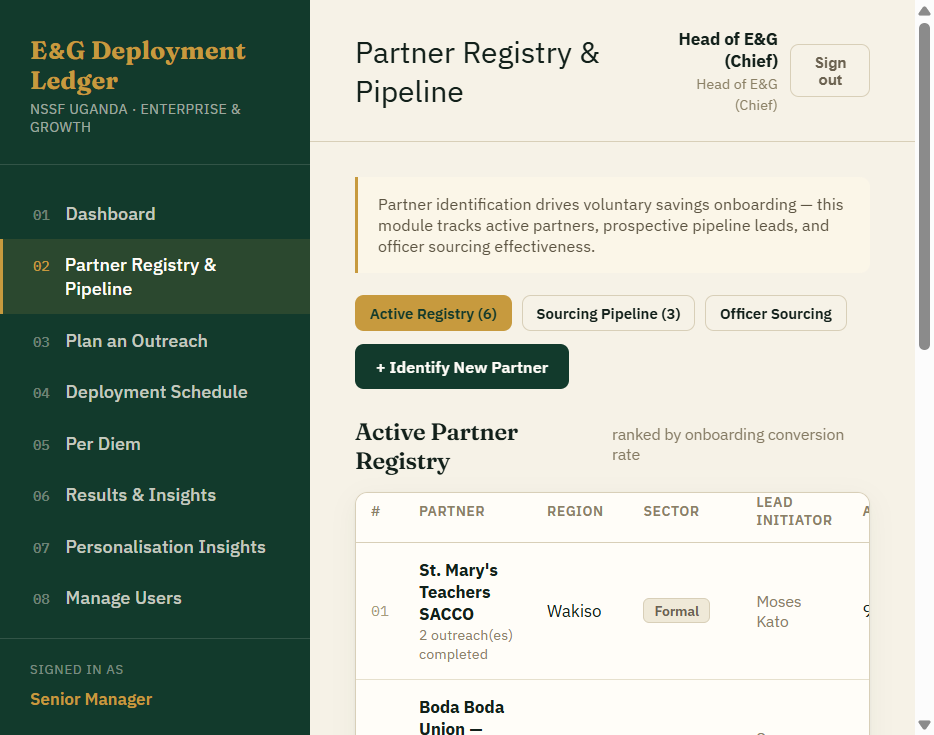 E&G Deployment
Ledger
NSSF UGANDA · ENTERPRISE &
GROWTH
01 Dashboard
02 Partner Registry &
Pipeline
03 Plan an Outreach
04 Deployment Schedule
05 Per Diem
06 Results & Insights
07 Personalisation Insights
08 Manage Users
SIGNED IN AS
Senior Manager
Partner Registry &
Pipeline
Head of E&G
(Chief)
Head of E&G
(Chief)
Sign
out
Partner identification drives voluntary savings onboarding — this
module tracks active partners, prospective pipeline leads, and
officer sourcing effectiveness.
Active Registry (6) Sourcing Pipeline (3) Officer Sourcing
+ Identify New Partner
Active Partner
Registry
ranked by onboarding conversion
rate
# PARTNER REGION SECTOR LEAD
INITIATOR
01 St. Mary's
Teachers
SACCO
2 outreach(es)
completed
Wakiso Formal Moses
Kato
Boda Boda
Union —